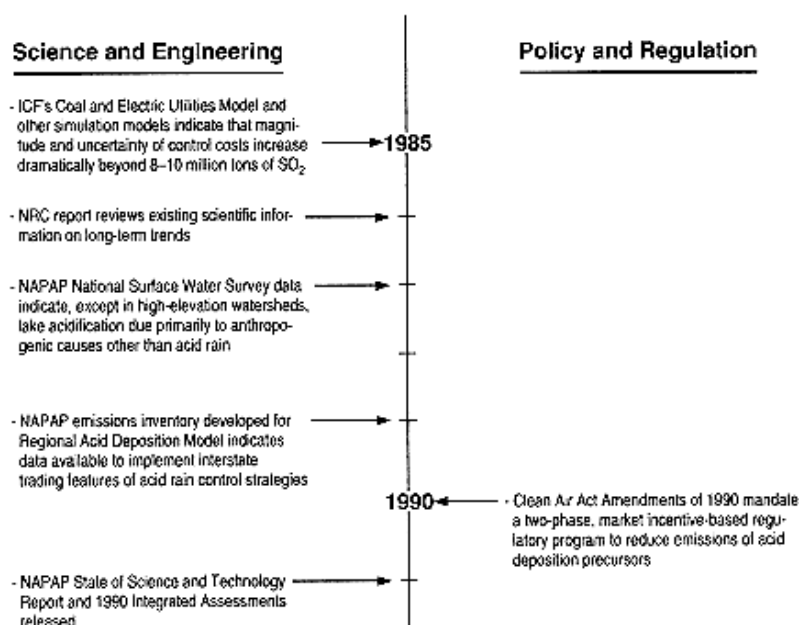 Science and Engineering
Policy and Regulation
- ICF's Coal and Electric Utilities Model and
other simulation models indicate that magni-
tude and uncertainty of control costs increase
dramatically beyond 8–10 million tons of SO₂
1985
- NRC report reviews existing scientific infor-
mation on long-term trends
- NAPAP National Surface Water Survey data
indicate, except in high-elevation watersheds,
lake acidification due primarily to anthropo-
genic causes other than acid rain
- NAPAP emissions inventory developed for
Regional Acid Deposition Model indicates
data available to implement interstate
trading features of acid rain control strategies
1990
- Clean Air Act Amendments of 1990 mandate
a two-phase, market incentive-based regu-
latory program to reduce emissions of acid
deposition precursors
- NAPAP State of Science and Technology
Report and 1990 Integrated Assessments
released